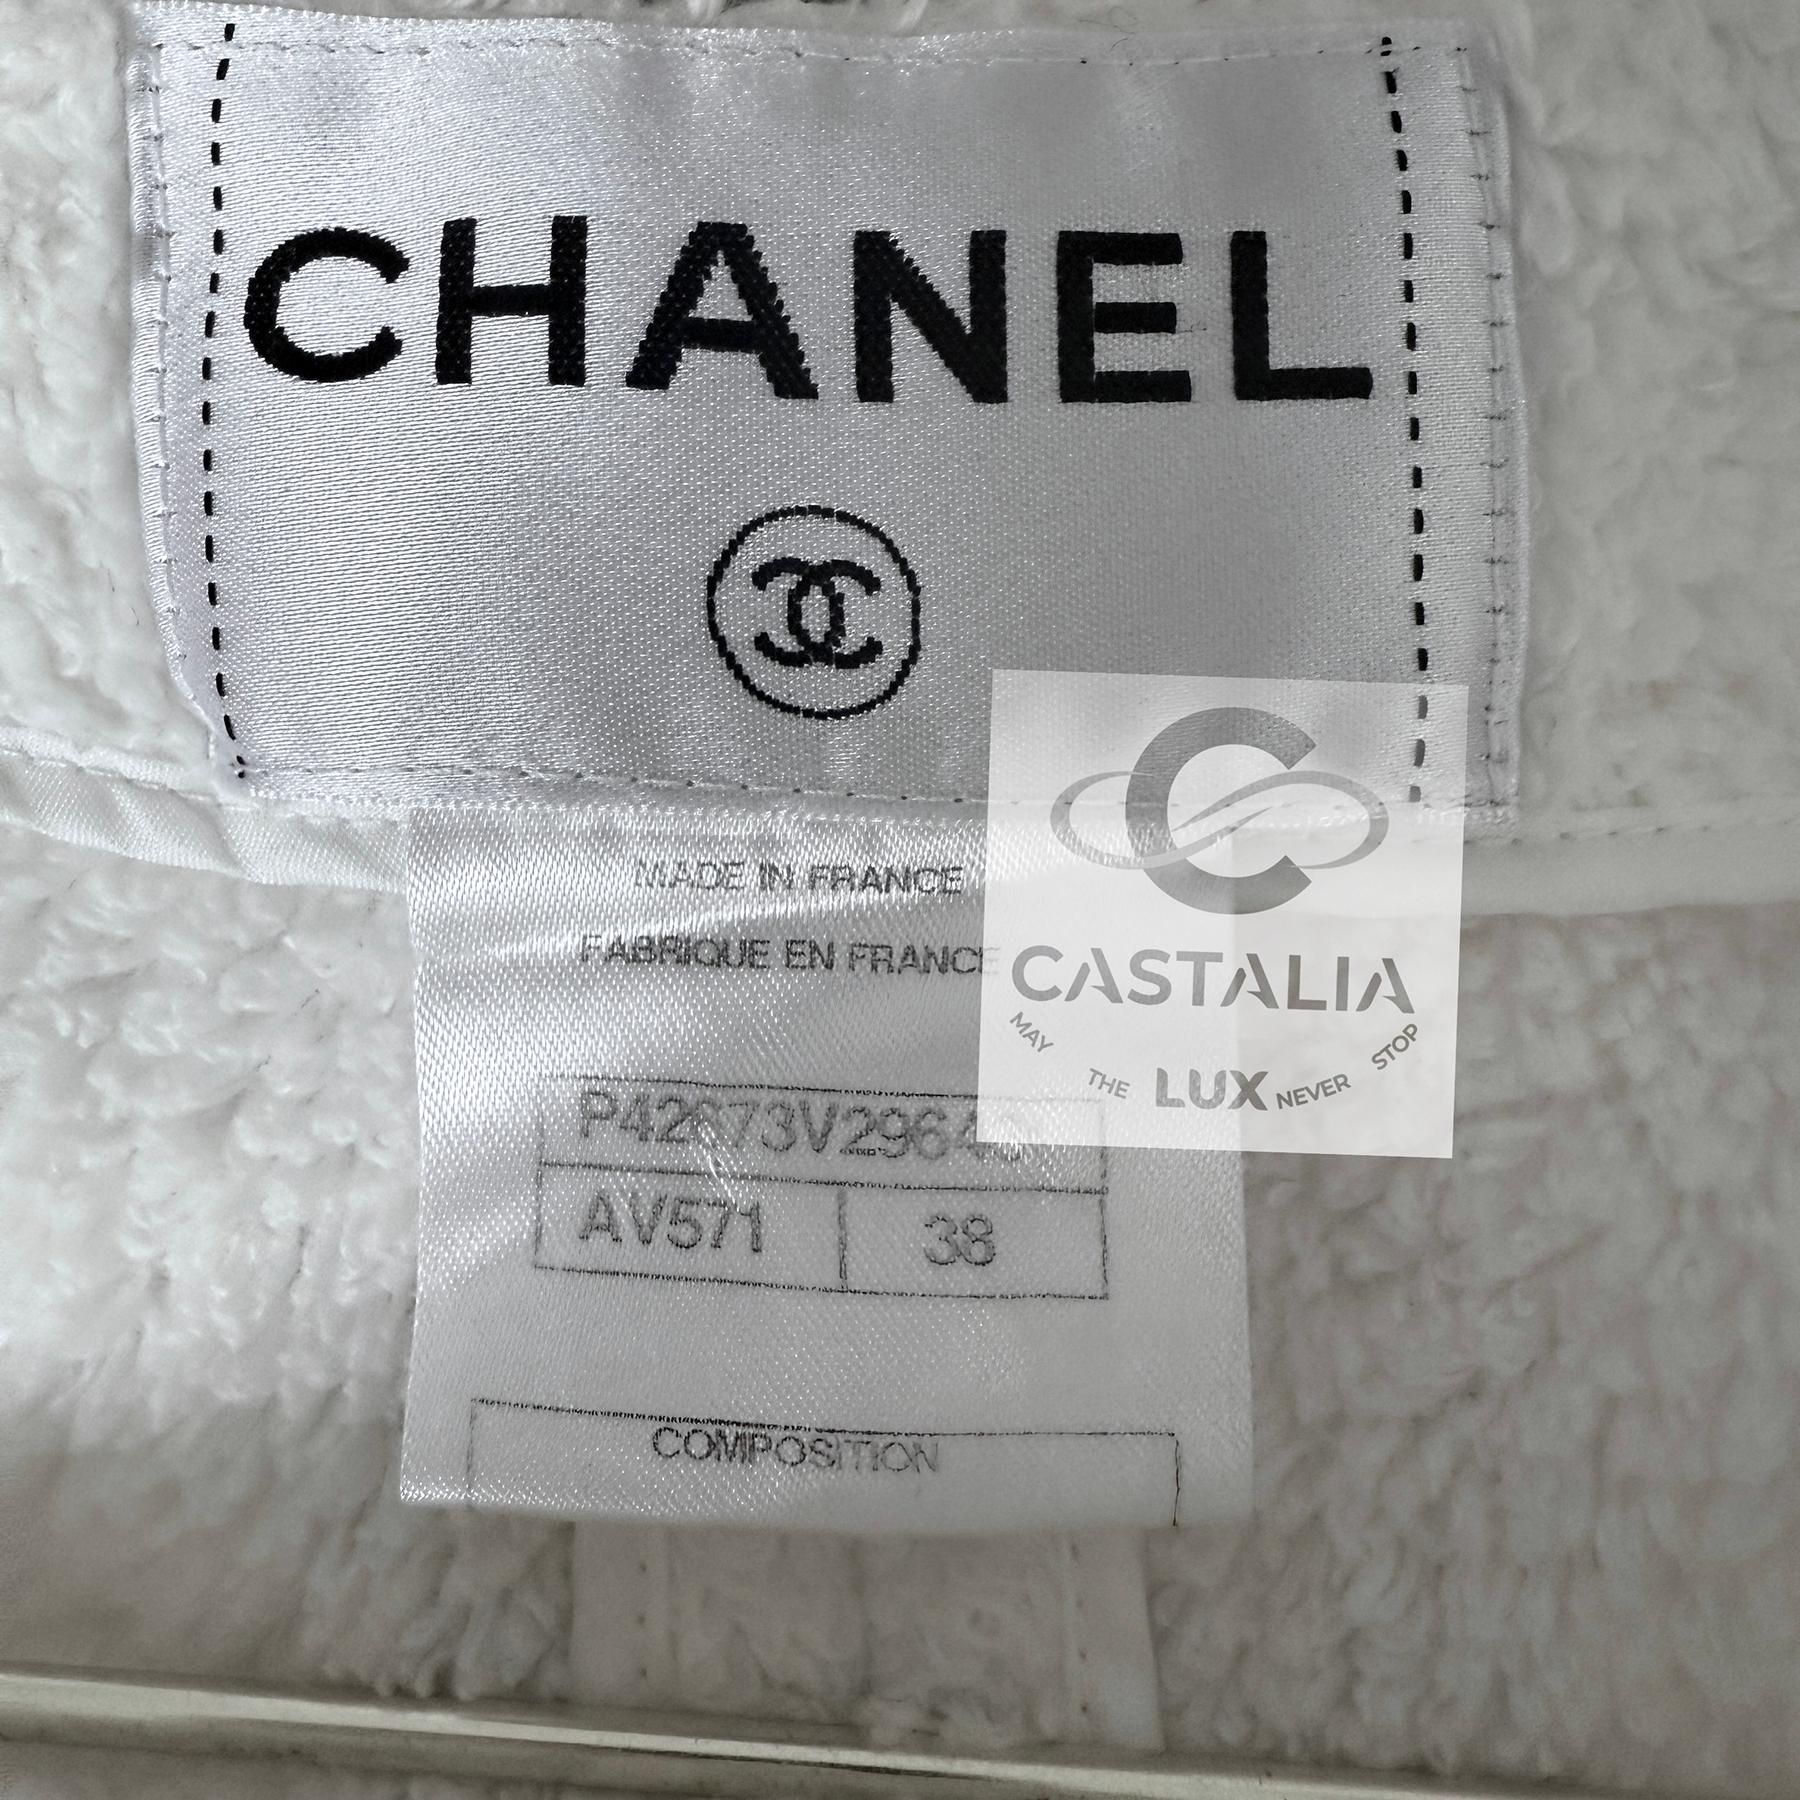 CHANEL
MADE IN FRANCE
FABRIQUE EN FRANCE
AV571
38
COMPOSITION
CASTALIA
MAY THE LUX NEVER STOP